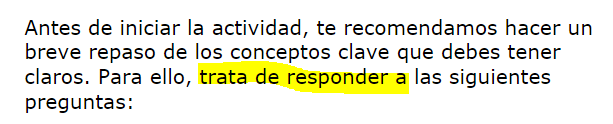 Antes de iniciar la actividad, te recomendamos hacer un
breve repaso de los conceptos clave que debes tener
claros. Para ello, trata de responder a las siguientes
preguntas: